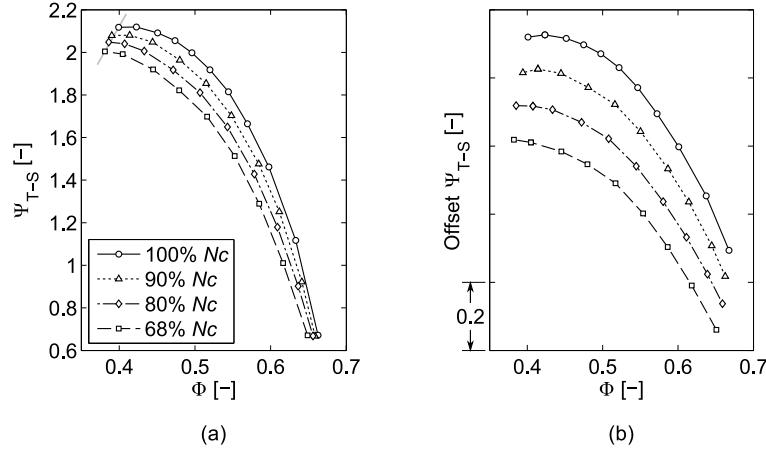 2.2
2
1.8
1.6
1.4
1.2
1
0.8
0.6
Ψ_{T−S} [−]
100% Nc
90% Nc
80% Nc
68% Nc
0.4 0.5 0.6 0.7
Φ [−]
(a)
Offset Ψ_{T−S} [−]
0.2
0.4 0.5 0.6 0.7
Φ [−]
(b)